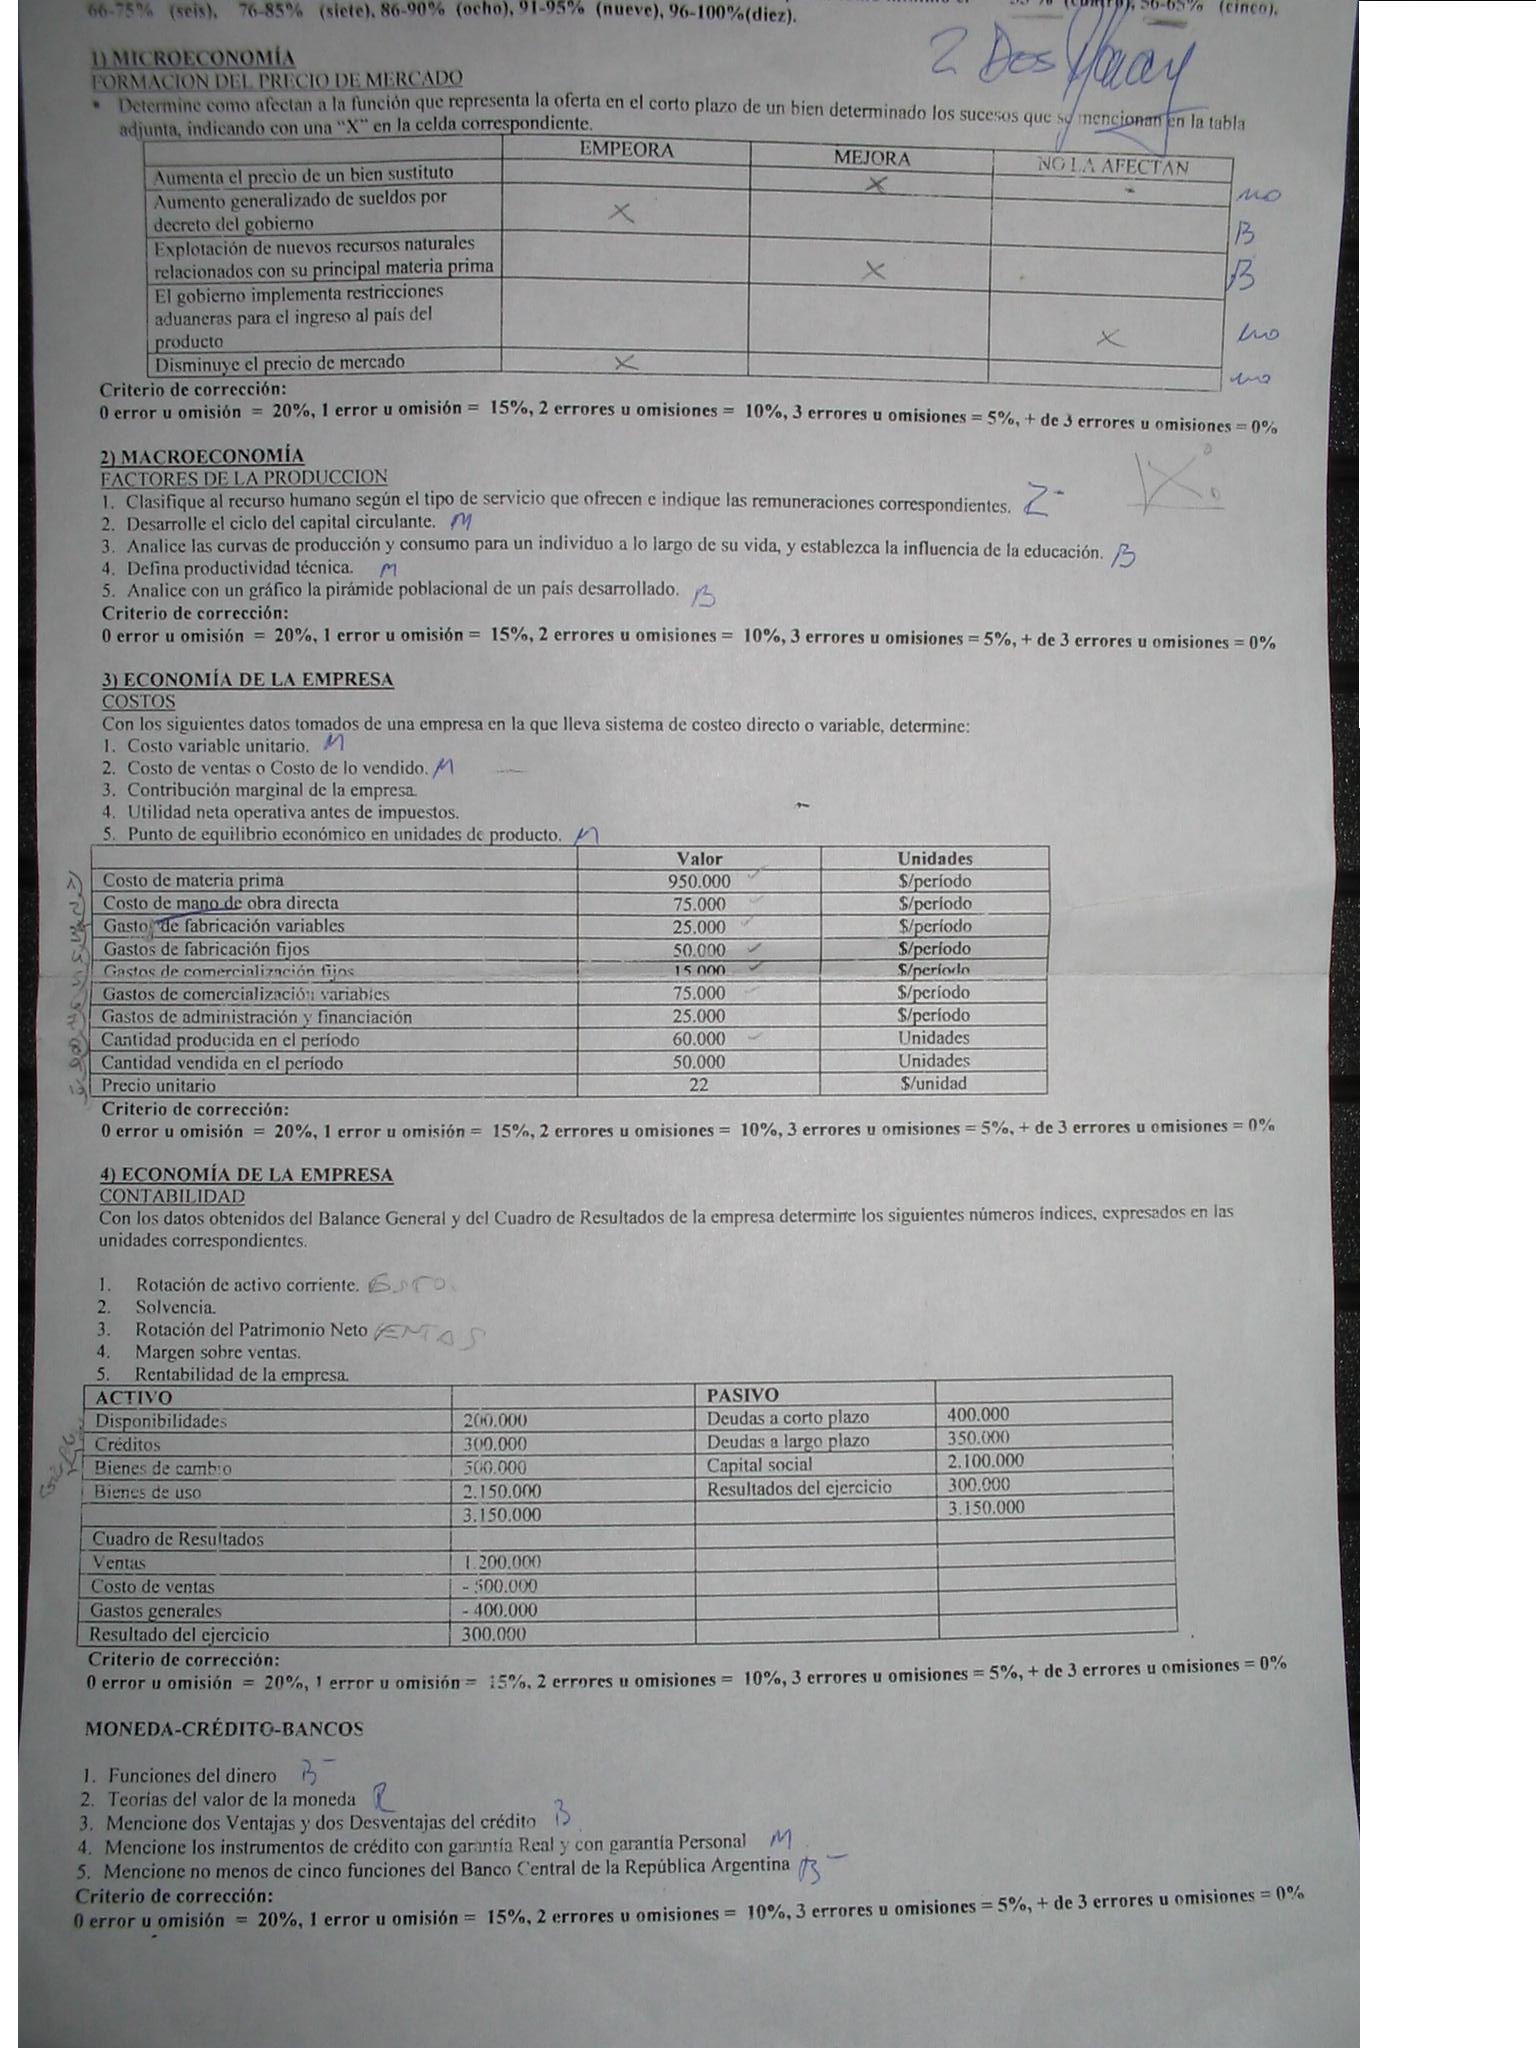 66-75% (seis), 76-85% (siete), 86-90% (ocho), 91-95% (nueve), 96-100%(diez).
56-65% (cinco),
2 Dos
1) MICROECONOMÍA
FORMACION DEL PRECIO DE MERCADO
• Determine como afectan a la función que representa la oferta en el corto plazo de un bien determinado los sucesos que se mencionan en la tabla
adjunta, indicando con una "X" en la celda correspondiente.
EMPEORA MEJORA NO LA AFECTAN
Aumenta el precio de un bien sustituto X no
Aumento generalizado de sueldos por
decreto del gobierno X B
Explotación de nuevos recursos naturales
relacionados con su principal materia prima X B
El gobierno implementa restricciones
aduaneras para el ingreso al país del
producto X no
Disminuye el precio de mercado X no
Criterio de corrección:
0 error u omisión = 20%, 1 error u omisión = 15%, 2 errores u omisiones = 10%, 3 errores u omisiones = 5%, + de 3 errores u omisiones = 0%
2) MACROECONOMÍA
FACTORES DE LA PRODUCCION
1. Clasifique al recurso humano según el tipo de servicio que ofrecen e indique las remuneraciones correspondientes.
2. Desarrolle el ciclo del capital circulante. M
3. Analice las curvas de producción y consumo para un individuo a lo largo de su vida, y establezca la influencia de la educación. B
4. Defina productividad técnica. M
5. Analice con un gráfico la pirámide poblacional de un país desarrollado. B
Criterio de corrección:
0 error u omisión = 20%, 1 error u omisión = 15%, 2 errores u omisiones = 10%, 3 errores u omisiones = 5%, + de 3 errores u omisiones = 0%
3) ECONOMÍA DE LA EMPRESA
COSTOS
Con los siguientes datos tomados de una empresa en la que lleva sistema de costeo directo o variable, determine:
1. Costo variable unitario. M
2. Costo de ventas o Costo de lo vendido. M
3. Contribución marginal de la empresa.
4. Utilidad neta operativa antes de impuestos.
5. Punto de equilibrio económico en unidades de producto. M
Valor Unidades
Costo de materia prima 950.000 $/período
Costo de mano de obra directa 75.000 $/período
Gasto de fabricación variables 25.000 $/período
Gastos de fabricación fijos 50.000 $/período
Gastos de comercialización fijos 15.000 $/período
Gastos de comercialización variables 75.000 $/período
Gastos de administración y financiación 25.000 $/período
Cantidad producida en el período 60.000 Unidades
Cantidad vendida en el período 50.000 Unidades
Precio unitario 22 $/unidad
Criterio de corrección:
0 error u omisión = 20%, 1 error u omisión = 15%, 2 errores u omisiones = 10%, 3 errores u omisiones = 5%, + de 3 errores u omisiones = 0%
4) ECONOMÍA DE LA EMPRESA
CONTABILIDAD
Con los datos obtenidos del Balance General y del Cuadro de Resultados de la empresa determine los siguientes números índices, expresados en las
unidades correspondientes.
1. Rotación de activo corriente.
2. Solvencia.
3. Rotación del Patrimonio Neto
4. Margen sobre ventas.
5. Rentabilidad de la empresa.
ACTIVO PASIVO
Disponibilidades 200.000 Deudas a corto plazo 400.000
Créditos 300.000 Deudas a largo plazo 350.000
Bienes de cambio 500.000 Capital social 2.100.000
Bienes de uso 2.150.000 Resultados del ejercicio 300.000
3.150.000 3.150.000
Cuadro de Resultados
Ventas 1.200.000
Costo de ventas - 500.000
Gastos generales - 400.000
Resultado del ejercicio 300.000
Criterio de corrección:
0 error u omisión = 20%, 1 error u omisión = 15%, 2 errores u omisiones = 10%, 3 errores u omisiones = 5%, + de 3 errores u omisiones = 0%
MONEDA-CRÉDITO-BANCOS
1. Funciones del dinero B-
2. Teorías del valor de la moneda R
3. Mencione dos Ventajas y dos Desventajas del crédito B
4. Mencione los instrumentos de crédito con garantía Real y con garantía Personal M
5. Mencione no menos de cinco funciones del Banco Central de la República Argentina B-
Criterio de corrección:
0 error u omisión = 20%, 1 error u omisión = 15%, 2 errores u omisiones = 10%, 3 errores u omisiones = 5%, + de 3 errores u omisiones = 0%